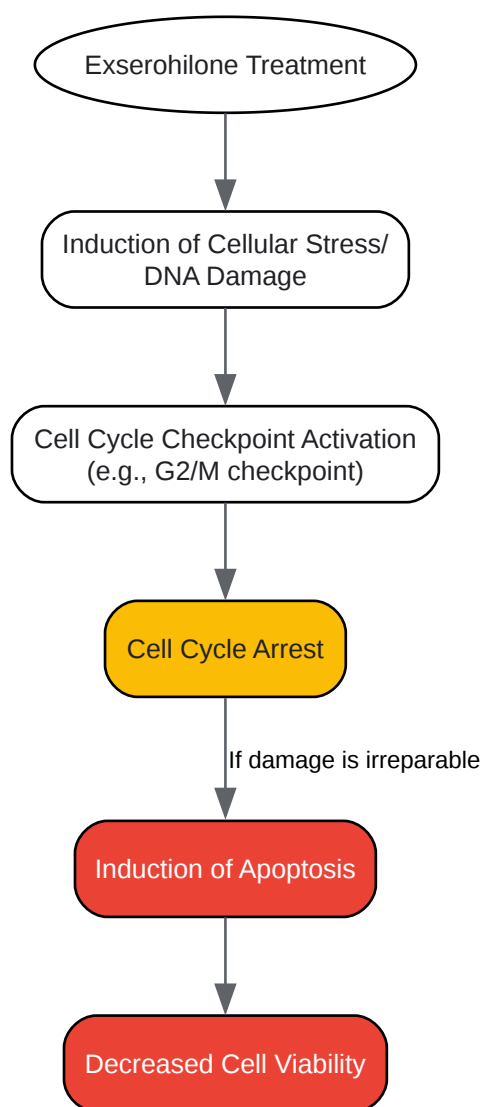 Exserohilone Treatment
Induction of Cellular Stress/
DNA Damage
Cell Cycle Checkpoint Activation
(e.g., G2/M checkpoint)
Cell Cycle Arrest
If damage is irreparable
Induction of Apoptosis
Decreased Cell Viability